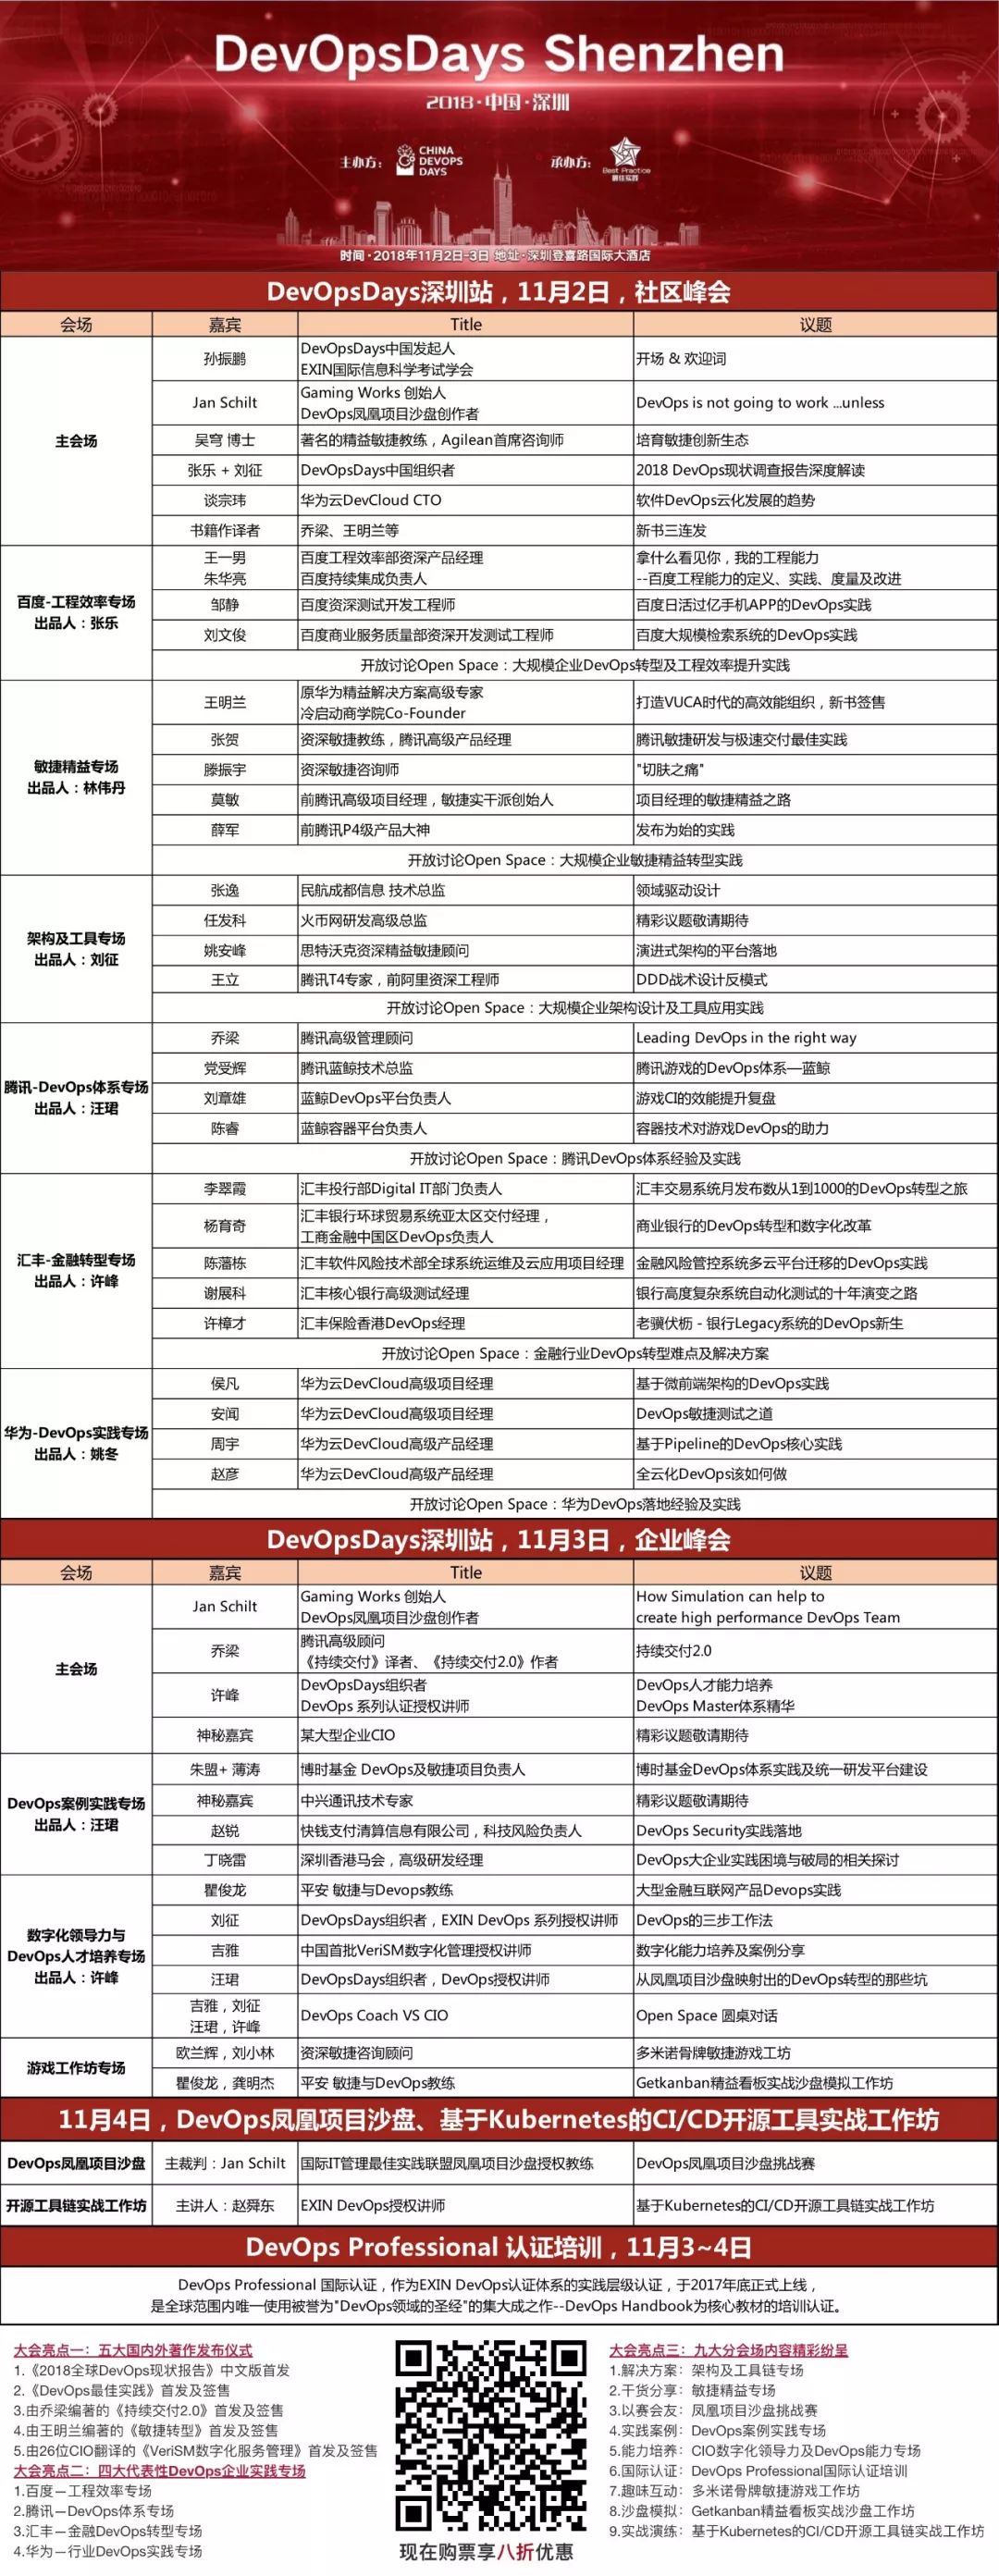 DevOpsDays Shenzhen
2018·中国·深圳
主办方：
CHINA
DEVOPS
DAYS
承办方：
Best Practice
最佳实践
时间·2018年11月2日-3日 地址·深圳登喜路国际大酒店
DevOpsDays深圳站，11月2日，社区峰会
会场 嘉宾 Title 议题
主会场
孙振鹏
DevOpsDays中国发起人
EXIN国际信息科学考试学会
开场 & 欢迎词
Jan Schilt
Gaming Works 创始人
DevOps凤凰项目沙盘创作者
DevOps is not going to work ...unless
吴穹 博士 著名的精益敏捷教练，Agilean首席咨询师 培育敏捷创新生态
张乐 + 刘征 DevOpsDays中国组织者 2018 DevOps现状调查报告深度解读
谈宗玮 华为云DevCloud CTO 软件DevOps云化发展的趋势
书籍作译者 乔梁、王明兰等 新书三连发
百度-工程效率专场
出品人：张乐
王一男 百度工程效率部资深产品经理 拿什么看见你，我的工程能力
朱华亮 百度持续集成负责人 --百度工程能力的定义、实践、度量及改进
邹静 百度资深测试开发工程师 百度日活过亿手机APP的DevOps实践
刘文俊 百度商业服务质量部资深开发测试工程师 百度大规模检索系统的DevOps实践
开放讨论Open Space：大规模企业DevOps转型及工程效率提升实践
敏捷精益专场
出品人：林伟丹
王明兰
原华为精益解决方案高级专家
冷启动商学院Co-Founder
打造VUCA时代的高效能组织，新书签售
张贺 资深敏捷教练，腾讯高级产品经理 腾讯敏捷研发与极速交付最佳实践
滕振宇 资深敏捷咨询师 "切肤之痛"
莫敏 前腾讯高级项目经理，敏捷实干派创始人 项目经理的敏捷精益之路
薛军 前腾讯P4级产品大神 发布为始的实践
开放讨论Open Space：大规模企业敏捷精益转型实践
架构及工具专场
出品人：刘征
张逸 民航成都信息 技术总监 领域驱动设计
任发科 火币网研发高级总监 精彩议题敬请期待
姚安峰 思特沃克资深精益敏捷顾问 演进式架构的平台落地
王立 腾讯T4专家，前阿里资深工程师 DDD战术设计反模式
开放讨论Open Space：大规模企业架构设计及工具应用实践
腾讯-DevOps体系专场
出品人：汪珺
乔梁 腾讯高级管理顾问 Leading DevOps in the right way
党受辉 腾讯蓝鲸技术总监 腾讯游戏的DevOps体系—蓝鲸
刘章雄 蓝鲸DevOps平台负责人 游戏CI的效能提升复盘
陈睿 蓝鲸容器平台负责人 容器技术对游戏DevOps的助力
开放讨论Open Space：腾讯DevOps体系经验及实践
汇丰-金融转型专场
出品人：许峰
李翠霞 汇丰投行部Digital IT部门负责人 汇丰交易系统月发布数从1到1000的DevOps转型之旅
杨育奇
汇丰银行环球贸易系统亚太区交付经理，
工商金融中国区DevOps负责人
商业银行的DevOps转型和数字化改革
陈藩栋 汇丰软件风险技术部全球系统运维及云应用项目经理 金融风险管控系统多云平台迁移的DevOps实践
谢展科 汇丰核心银行高级测试经理 银行高度复杂系统自动化测试的十年演变之路
许樟才 汇丰保险香港DevOps经理 老骥伏枥 - 银行Legacy系统的DevOps新生
开放讨论Open Space：金融行业DevOps转型难点及解决方案
华为-DevOps实践专场
出品人：姚冬
侯凡 华为云DevCloud高级项目经理 基于微前端架构的DevOps实践
安闻 华为云DevCloud高级项目经理 DevOps敏捷测试之道
周宇 华为云DevCloud高级产品经理 基于Pipeline的DevOps核心实践
赵彦 华为云DevCloud高级产品经理 全云化DevOps该如何做
开放讨论Open Space：华为DevOps落地经验及实践
DevOpsDays深圳站，11月3日，企业峰会
会场 嘉宾 Title 议题
主会场
Jan Schilt
Gaming Works 创始人
DevOps凤凰项目沙盘创作者
How Simulation can help to
create high performance DevOps Team
乔梁
腾讯高级顾问
《持续交付》译者、《持续交付2.0》作者
持续交付2.0
许峰
DevOpsDays组织者
DevOps 系列认证授权讲师
DevOps人才能力培养
DevOps Master体系精华
神秘嘉宾 某大型企业CIO 精彩议题敬请期待
DevOps案例实践专场
出品人：汪珺
朱盟+ 薄涛 博时基金 DevOps及敏捷项目负责人 博时基金DevOps体系实践及统一研发平台建设
神秘嘉宾 中兴通讯技术专家 精彩议题敬请期待
赵锐 快钱支付清算信息有限公司，科技风险负责人 DevOps Security实践落地
丁晓雷 深圳香港马会，高级研发经理 DevOps大企业实践困境与破局的相关探讨
数字化领导力与
DevOps人才培养专场
出品人：许峰
瞿俊龙 平安 敏捷与Devops教练 大型金融互联网产品Devops实践
刘征 DevOpsDays组织者，EXIN DevOps 系列授权讲师 DevOps的三步工作法
吉雅 中国首批VeriSM数字化管理授权讲师 数字化能力培养及案例分享
汪珺 DevOpsDays组织者，DevOps授权讲师 从凤凰项目沙盘映射出的DevOps转型的那些坑
吉雅，刘征
汪珺，许峰
DevOps Coach VS CIO
Open Space 圆桌对话
游戏工作坊专场
欧兰辉，刘小林 资深敏捷咨询顾问 多米诺骨牌敏捷游戏工坊
瞿俊龙，龚明杰 平安 敏捷与DevOps教练 Getkanban精益看板实战沙盘模拟工作坊
11月4日，DevOps凤凰项目沙盘、基于Kubernetes的CI/CD开源工具实战工作坊
DevOps凤凰项目沙盘 主裁判：Jan Schilt 国际IT管理最佳实践联盟凤凰项目沙盘授权教练 DevOps凤凰项目沙盘挑战赛
开源工具链实战工作坊 主讲人：赵舜东 EXIN DevOps授权讲师 基于Kubernetes的CI/CD开源工具链实战工作坊
DevOps Professional 认证培训，11月3~4日
DevOps Professional 国际认证，作为EXIN DevOps认证体系的实践层级认证，于2017年底正式上线，
是全球范围内唯一使用被誉为"DevOps领域的圣经"的集大成之作--DevOps Handbook为核心教材的培训认证。
大会亮点一：五大国内外著作发布仪式
1.《2018全球DevOps现状报告》中文版首发
2.《DevOps最佳实践》首发及签售
3.由乔梁编著的《持续交付2.0》首发及签售
4.由王明兰编著的《敏捷转型》首发及签售
5.由26位CIO翻译的《VeriSM数字化服务管理》首发及签售
大会亮点二：四大代表性DevOps企业实践专场
1.百度—工程效率专场
2.腾讯—DevOps体系专场
3.汇丰—金融DevOps转型专场
4.华为—行业DevOps实践专场
现在购票享八折优惠
大会亮点三：九大分会场内容精彩纷呈
1.解决方案：架构及工具链专场
2.干货分享：敏捷精益专场
3.以赛会友：凤凰项目沙盘挑战赛
4.实践案例：DevOps案例实践专场
5.能力培养：CIO数字化领导力及DevOps能力专场
6.国际认证：DevOps Professional国际认证培训
7.趣味互动：多米诺骨牌敏捷游戏工作坊
8.沙盘模拟：Getkanban精益看板实战沙盘工作坊
9.实战演练：基于Kubernetes的CI/CD开源工具链实战工作坊